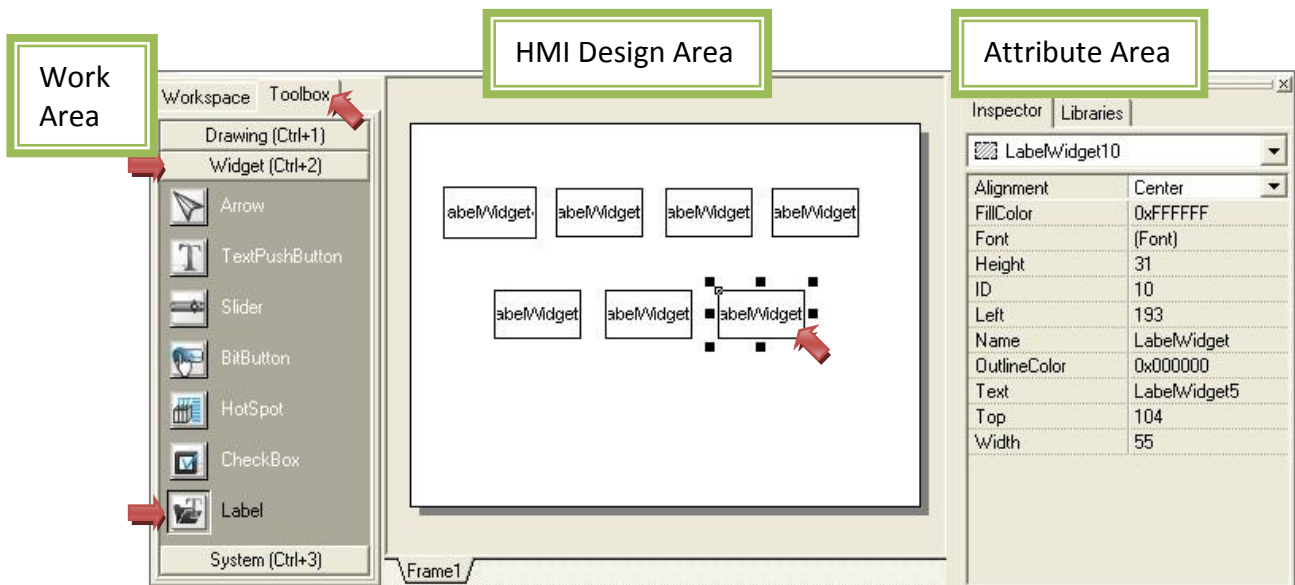 Work
Area
HMI Design Area
Attribute Area
Workspace Toolbox
Drawing (Ctrl+1)
Widget (Ctrl+2)
Arrow
TextPushButton
Slider
BitButton
HotSpot
CheckBox
Label
System (Ctrl+3)
abelWidget abelWidget abelWidget abelWidget
abelWidget abelWidget abelWidget
Frame1
Inspector Libraries
LabelWidget10
Alignment Center
FillColor 0xFFFFFF
Font (Font)
Height 31
ID 10
Left 193
Name LabelWidget
OutlineColor 0x000000
Text LabelWidget5
Top 104
Width 55